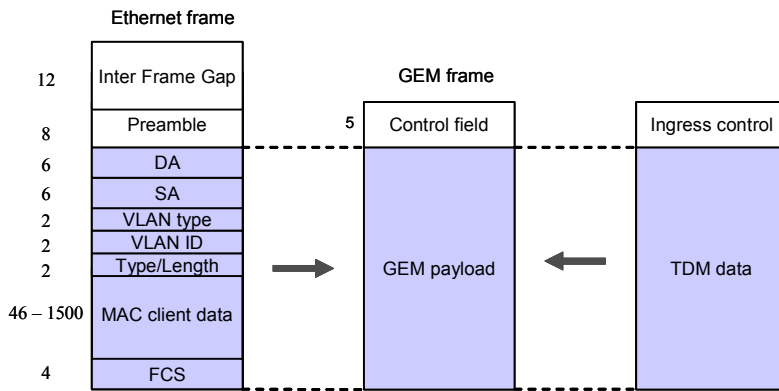 Ethernet frame
12 Inter Frame Gap
GEM frame
8 Preamble
5 Control field
Ingress control
6 DA
6 SA
2 VLAN type
2 VLAN ID
2 Type/Length
GEM payload
TDM data
46 – 1500 MAC client data
4 FCS